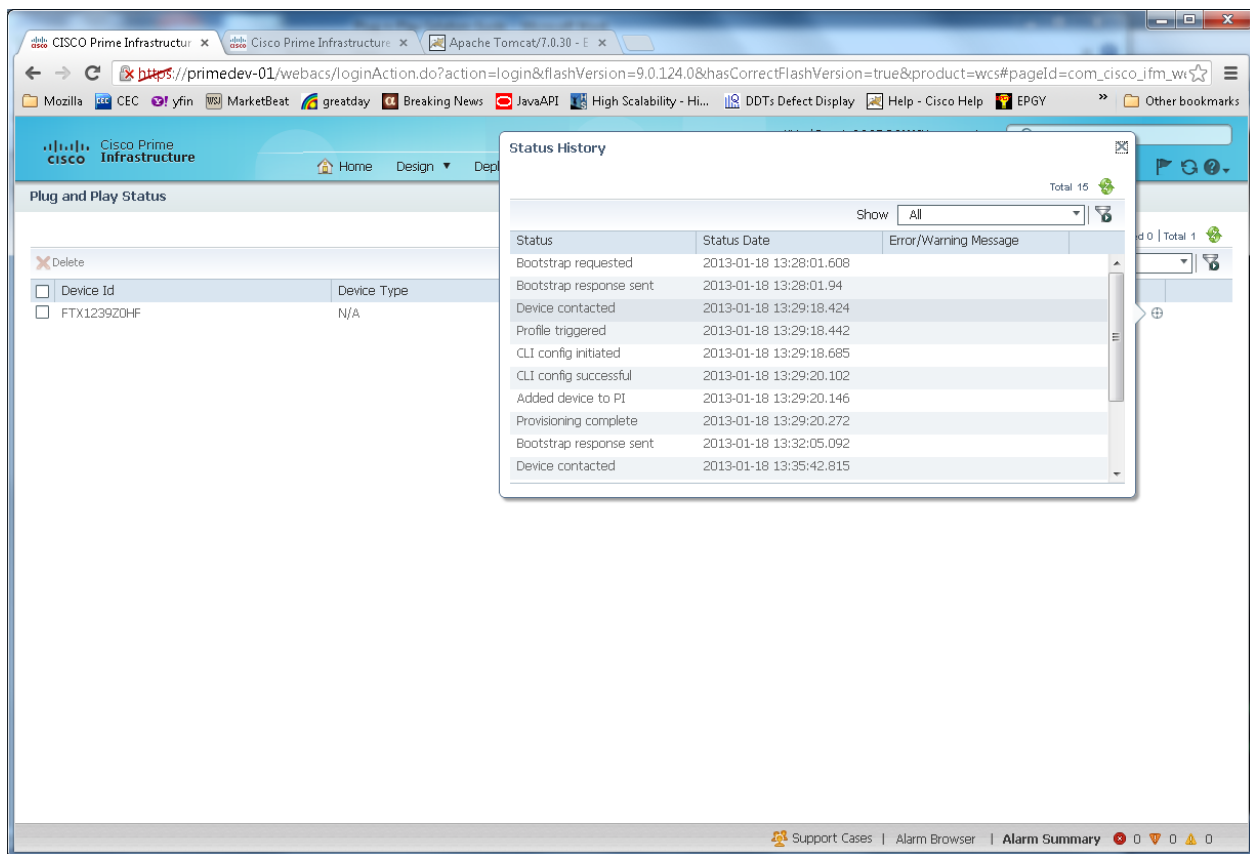 CISCO Prime Infrastructur
Cisco Prime Infrastructure
Apache Tomcat/7.0.30 - E
https://primedev-01/webacs/loginAction.do?action=login&flashVersion=9.0.124.0&hasCorrectFlashVersion=true&product=wcs#pageId=com_cisco_ifm_we
Mozilla CEC yfin MarketBeat greatday Breaking News JavaAPI High Scalability - Hi... DDTs Defect Display Help - Cisco Help EPGY » Other bookmarks
cisco Cisco Prime
Infrastructure
Home Design Depl
Plug and Play Status
Status History
Total 15
Show All
Status Status Date Error/Warning Message
Bootstrap requested 2013-01-18 13:28:01.608
Bootstrap response sent 2013-01-18 13:28:01.94
Device contacted 2013-01-18 13:29:18.424
Profile triggered 2013-01-18 13:29:18.442
CLI config initiated 2013-01-18 13:29:18.685
CLI config successful 2013-01-18 13:29:20.102
Added device to PI 2013-01-18 13:29:20.146
Provisioning complete 2013-01-18 13:29:20.272
Bootstrap response sent 2013-01-18 13:32:05.092
Device contacted 2013-01-18 13:35:42.815
ed 0 | Total 1
Delete
Device Id Device Type
FTX1239Z0HF N/A
Support Cases | Alarm Browser | Alarm Summary 0 0 0